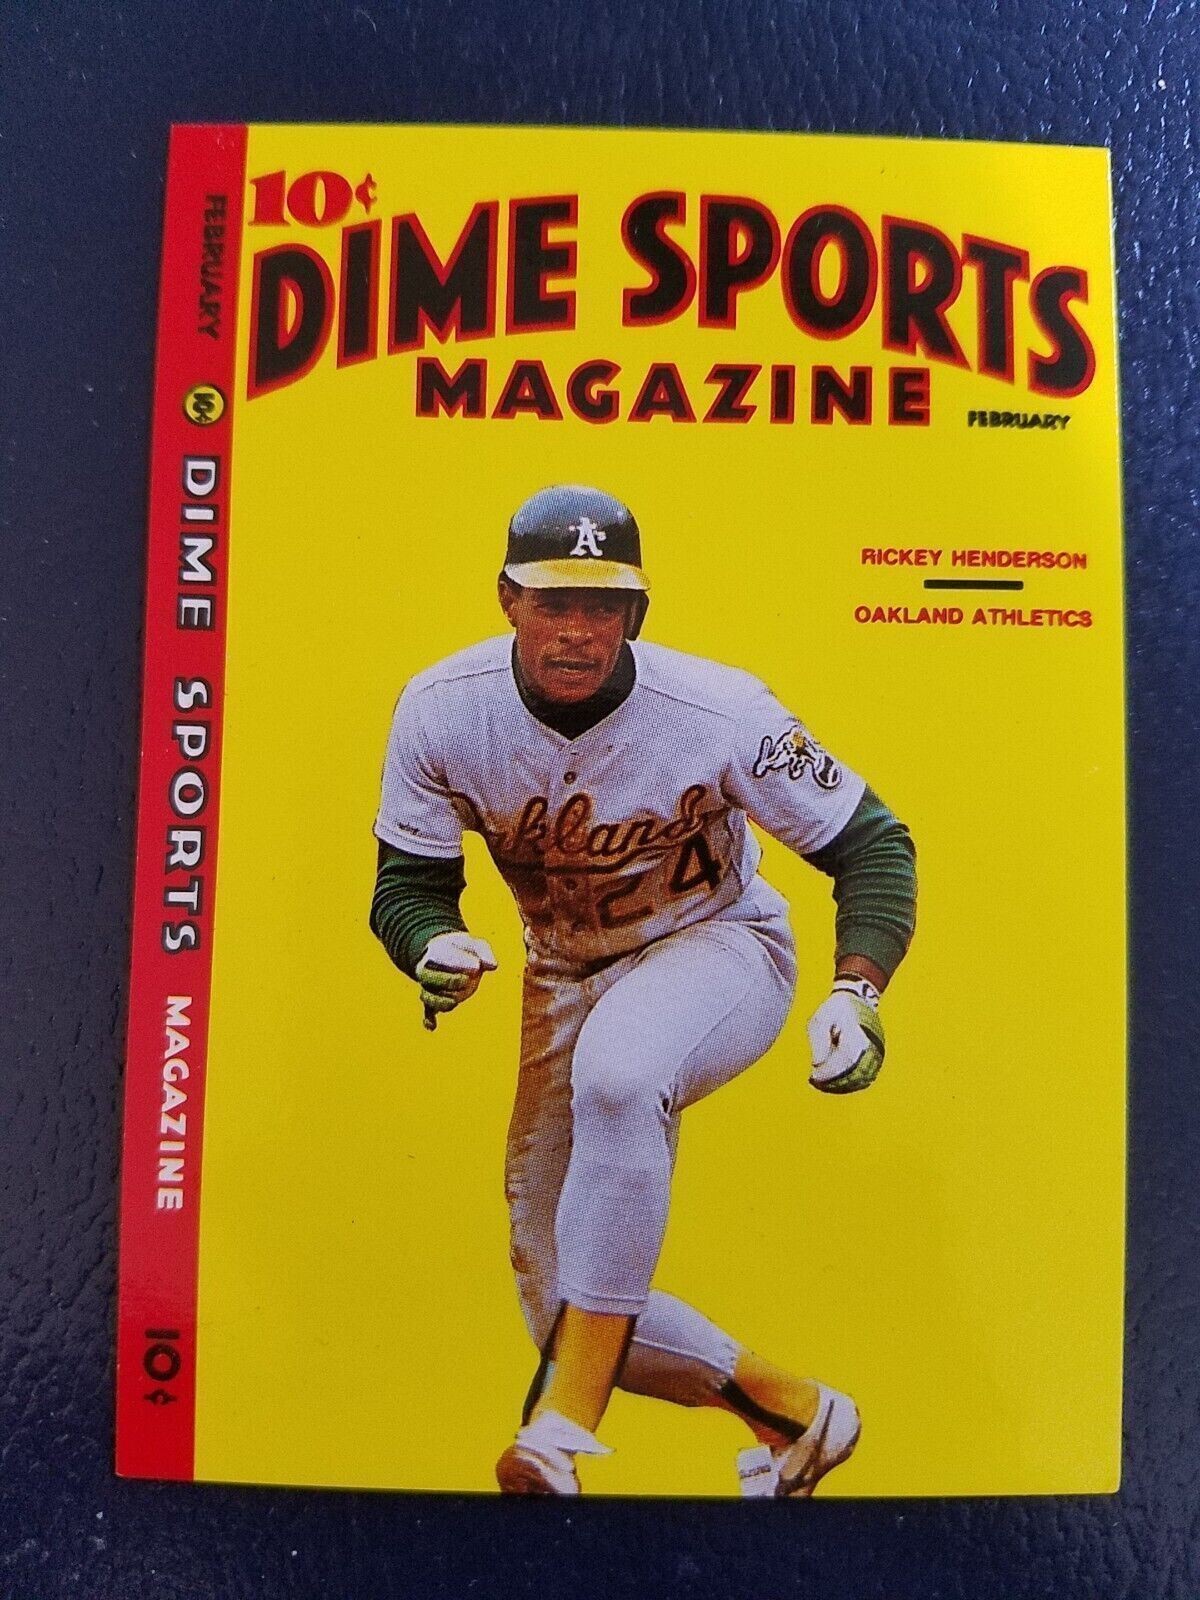 10¢
DIME SPORTS
MAGAZINE
FEBRUARY
RICKEY HENDERSON
OAKLAND ATHLETICS
A's
Oakland
24
FEBRUARY
10¢
DIME SPORTS MAGAZINE
10¢